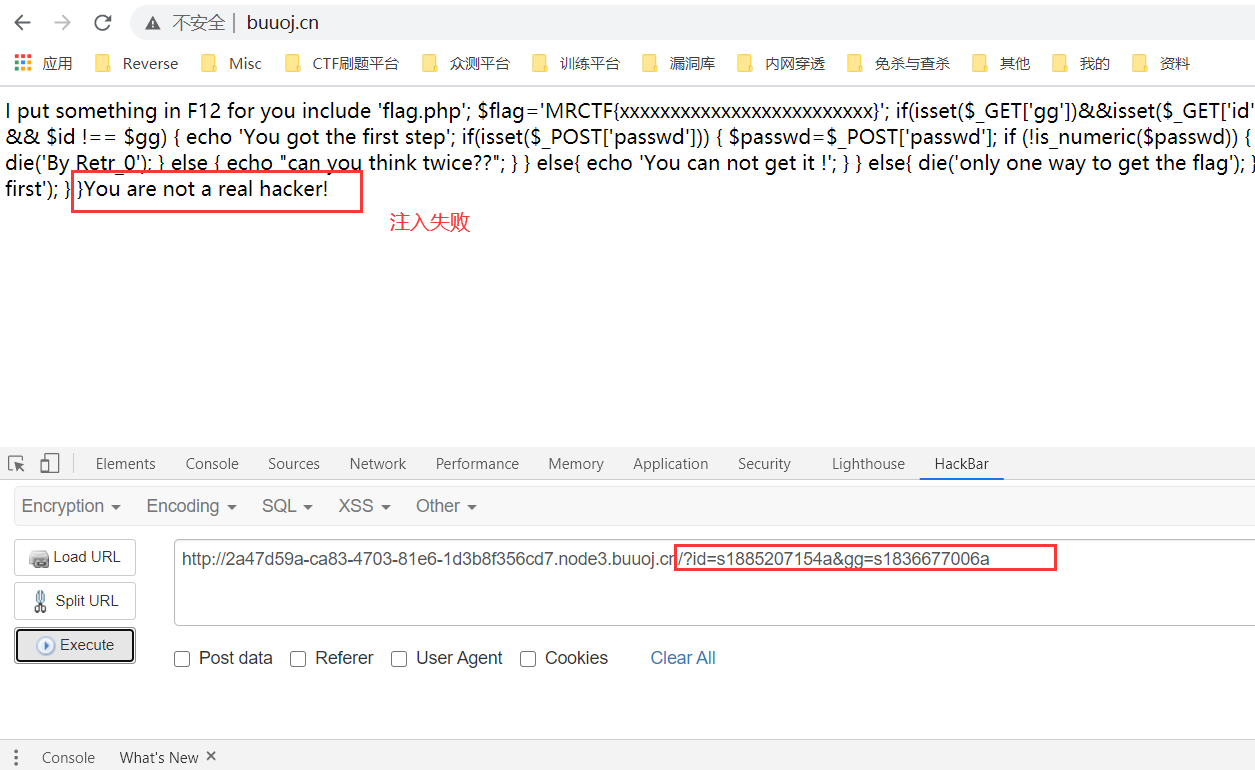 不安全 | buuoj.cn
应用 Reverse Misc CTF刷题平台 众测平台 训练平台 漏洞库 内网穿透 免杀与查杀 其他 我的 资料
I put something in F12 for you include 'flag.php'; $flag='MRCTF{xxxxxxxxxxxxxxxxxxxxxxxxx}'; if(isset($_GET['gg'])&&isset($_GET['id'
&& $id !== $gg) { echo 'You got the first step'; if(isset($_POST['passwd'])) { $passwd=$_POST['passwd']; if (!is_numeric($passwd)) {
die('By Retr_0'); } else { echo "can you think twice??"; } } else{ echo 'You can not get it !'; } } else{ die('only one way to get the flag'); }
first'); } }You are not a real hacker!
注入失败
Elements Console Sources Network Performance Memory Application Security Lighthouse HackBar
Encryption Encoding SQL XSS Other
Load URL
http://2a47d59a-ca83-4703-81e6-1d3b8f356cd7.node3.buuoj.cn/?id=s1885207154a&gg=s1836677006a
Split URL
Execute
Post data Referer User Agent Cookies Clear All
Console What's New